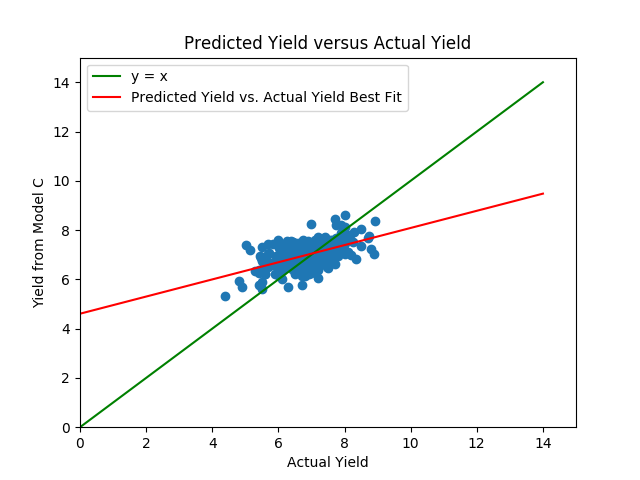 Predicted Yield versus Actual Yield
y = x
Predicted Yield vs. Actual Yield Best Fit
Yield from Model C
14
12
10
8
6
4
2
0
0 2 4 6 8 10 12 14
Actual Yield